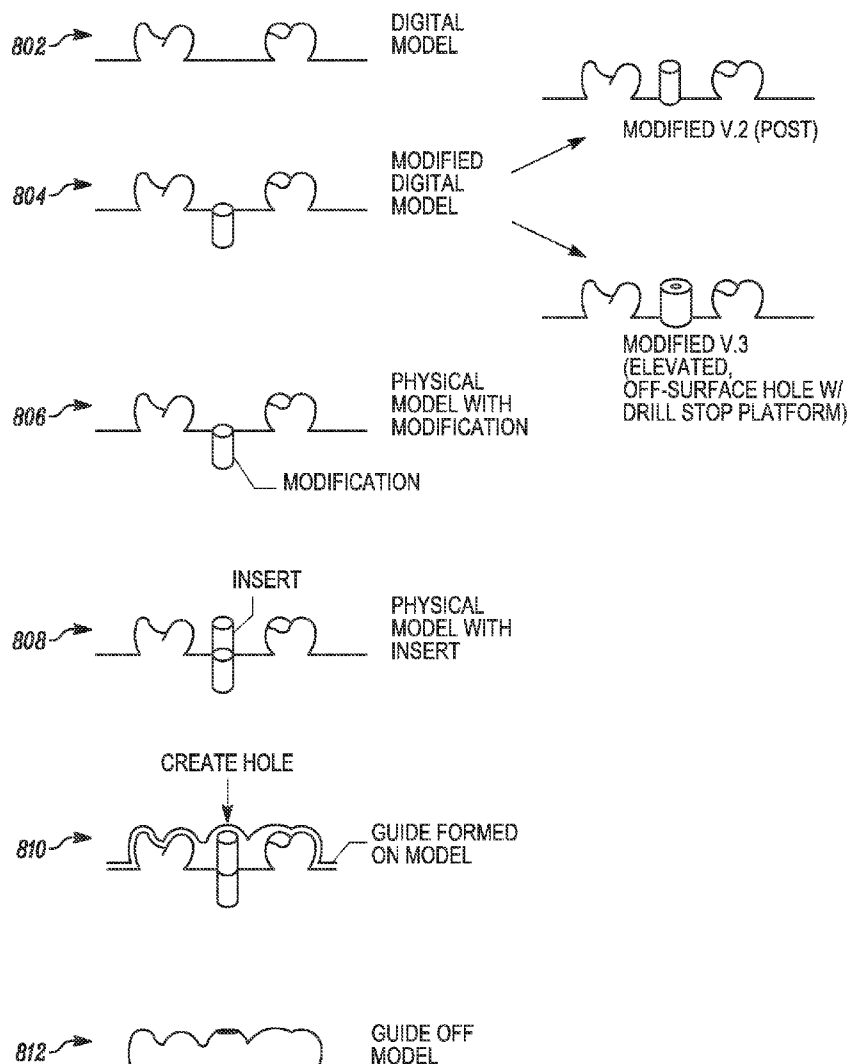 802
DIGITAL
MODEL
MODIFIED V.2 (POST)
804
MODIFIED
DIGITAL
MODEL
MODIFIED V.3
(ELEVATED,
OFF-SURFACE HOLE W/
DRILL STOP PLATFORM)
806
PHYSICAL
MODEL WITH
MODIFICATION
MODIFICATION
INSERT
808
PHYSICAL
MODEL WITH
INSERT
CREATE HOLE
810
GUIDE FORMED
ON MODEL
812
GUIDE OFF
MODEL